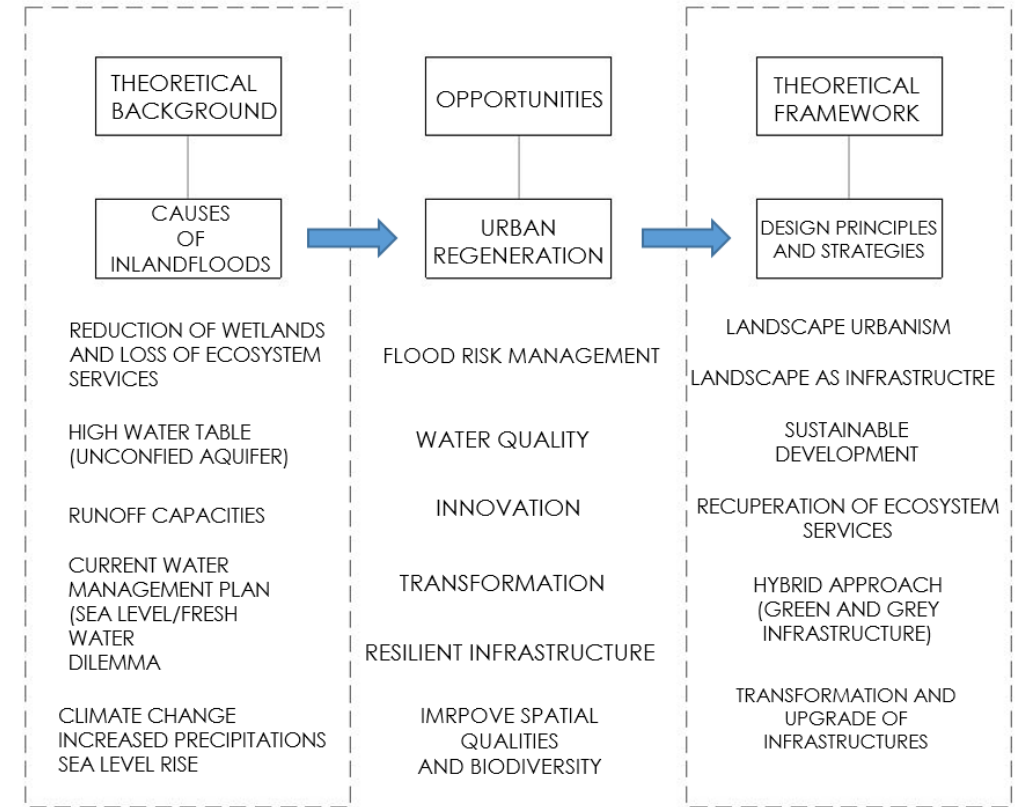 THEORETICAL
BACKGROUND
CAUSES
OF
INLANDFLOODS
REDUCTION OF WETLANDS
AND LOSS OF ECOSYSTEM
SERVICES
HIGH WATER TABLE
(UNCONFIED AQUIFER)
RUNOFF CAPACITIES
CURRENT WATER
MANAGEMENT PLAN
(SEA LEVEL/FRESH
WATER
DILEMMA
CLIMATE CHANGE
INCREASED PRECIPITATIONS
SEA LEVEL RISE
OPPORTUNITIES
URBAN
REGENERATION
FLOOD RISK MANAGEMENT
WATER QUALITY
INNOVATION
TRANSFORMATION
RESILIENT INFRASTRUCTURE
IMRPOVE SPATIAL
QUALITIES
AND BIODIVERSITY
THEORETICAL
FRAMEWORK
DESIGN PRINCIPLES
AND STRATEGIES
LANDSCAPE URBANISM
LANDSCAPE AS INFRASTRUCTRE
SUSTAINABLE
DEVELOPMENT
RECUPERATION OF ECOSYSTEM
SERVICES
HYBRID APPROACH
(GREEN AND GREY
INFRASTRUCTURE)
TRANSFORMATION AND
UPGRADE OF
INFRASTRUCTURES